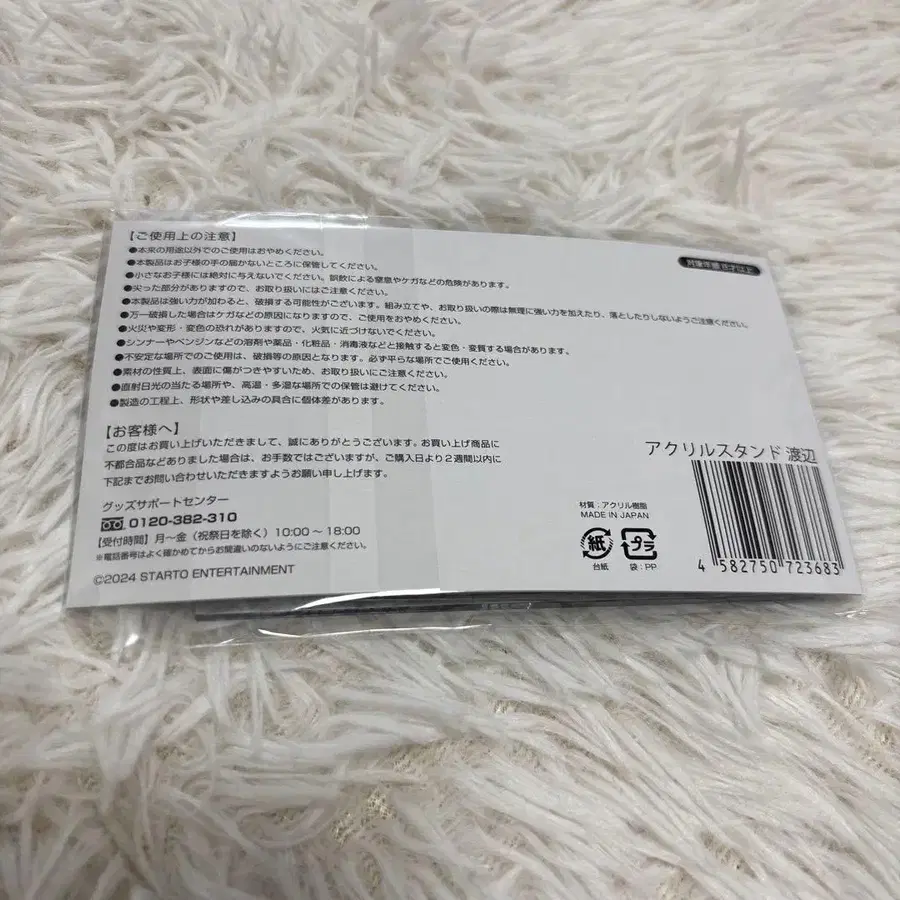 【ご使用上の注意】
●本来の用途以外でのご使用はおやめください。
●本製品はお子様の手の届かないところに保管してください。
●小さなお子様には絶対に与えないでください。誤飲による窒息やケガなどの危険があります。
●尖った部分がありますので、お取り扱いにはご注意ください。
●本製品は強い力が加わると、破損する可能性がございます。組み立てや、お取り扱いの際は無理に強い力を加えたり、落としたりしないようご注意ください。
●万一破損した場合はケガなどの原因になりますので、ご使用をおやめください。
●火災や変形・変色の恐れがありますので、火気に近づけないでください。
●シンナーやベンジンなどの溶剤や薬品・化粧品・消毒液などと接触すると変色・変質する場合があります。
●不安定な場所でのご使用は、破損等の原因となります。必ず平らな場所でご使用ください。
●素材の性質上、表面に傷がつきやすいため、お取り扱いにご注意ください。
●直射日光の当たる場所や、高温・多湿な場所での保管は避けてください。
●製造の工程上、形状や差し込みの具合に個体差があります。
対象年齢 15才以上
【お客様へ】
この度はお買い上げいただきまして、誠にありがとうございます。お買い上げ商品に
不都合品などありました場合は、お手数ではございますが、ご購入日より2週間以内に
下記までお問い合わせいただきますようお願い申し上げます。
グッズサポートセンター
0120-382-310
【受付時間】月～金（祝祭日を除く）10:00～18:00
※電話番号はよく確かめてからお間違いのないようにご注意ください。
©2024 STARTO ENTERTAINMENT
材質：アクリル樹脂
MADE IN JAPAN
紙
台紙
プラ
袋：PP
アクリルスタンド 渡辺
4 582750 723683